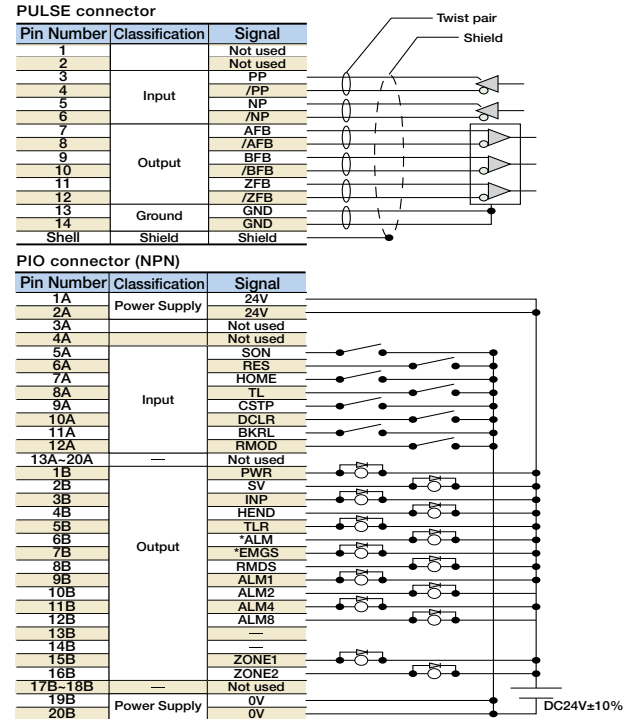 PULSE connector
Twist pair
Shield
Pin Number Classification Signal
1 Not used
2 Not used
3 PP
4 /PP
Input
5 NP
6 /NP
7 AFB
8 /AFB
9 BFB
Output
10 /BFB
11 ZFB
12 /ZFB
13 GND
Ground
14 GND
Shell Shield Shield
PIO connector (NPN)
Pin Number Classification Signal
1A 24V
Power Supply
2A 24V
3A Not used
4A Not used
5A SON
6A RES
7A HOME
8A TL
Input
9A CSTP
10A DCLR
11A BKRL
12A RMOD
13A~20A — Not used
1B PWR
2B SV
3B INP
4B HEND
5B TLR
6B *ALM
Output
7B *EMGS
8B RMDS
9B ALM1
10B ALM2
11B ALM4
12B ALM8
13B —
14B —
15B ZONE1
16B ZONE2
17B~18B — Not used
19B 0V
Power Supply
20B 0V
DC24V±10%